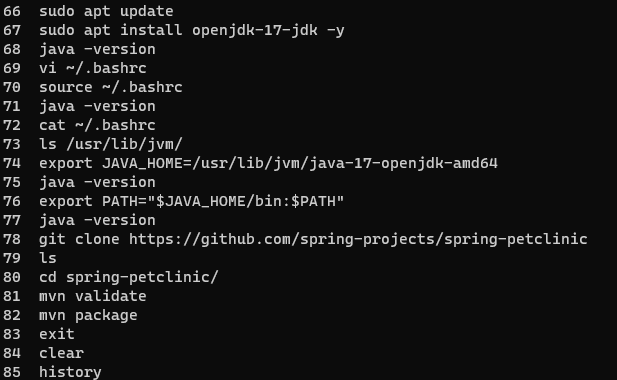 66  sudo apt update
67  sudo apt install openjdk-17-jdk -y
68  java -version
69  vi ~/.bashrc
70  source ~/.bashrc
71  java -version
72  cat ~/.bashrc
73  ls /usr/lib/jvm/
74  export JAVA_HOME=/usr/lib/jvm/java-17-openjdk-amd64
75  java -version
76  export PATH="$JAVA_HOME/bin:$PATH"
77  java -version
78  git clone https://github.com/spring-projects/spring-petclinic
79  ls
80  cd spring-petclinic/
81  mvn validate
82  mvn package
83  exit
84  clear
85  history